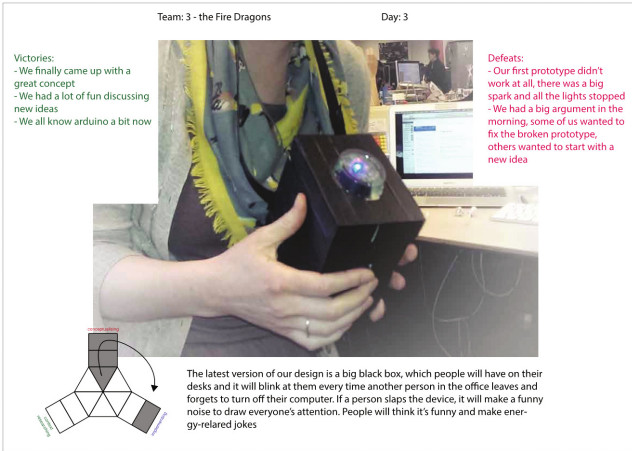 Team: 3 - the Fire Dragons
Day: 3
Victories:
- We finally came up with a
great concept
- We had a lot of fun discussing
new ideas
- We all know arduino a bit now
Defeats:
- Our first prototype didn't
work at all, there was a big
spark and all the lights stopped
- We had a big argument in the
morning, some of us wanted to
fix the broken prototype,
others wanted to start with a
new idea
context
researching
implementing
The latest version of our design is a big black box, which people will have on their
desks and it will blink at them every time another person in the office leaves and
forgets to turn off their computer. If a person slaps the device, it will make a funny
noise to draw everyone's attention. People will think it's funny and make ener-
gy-relared jokes